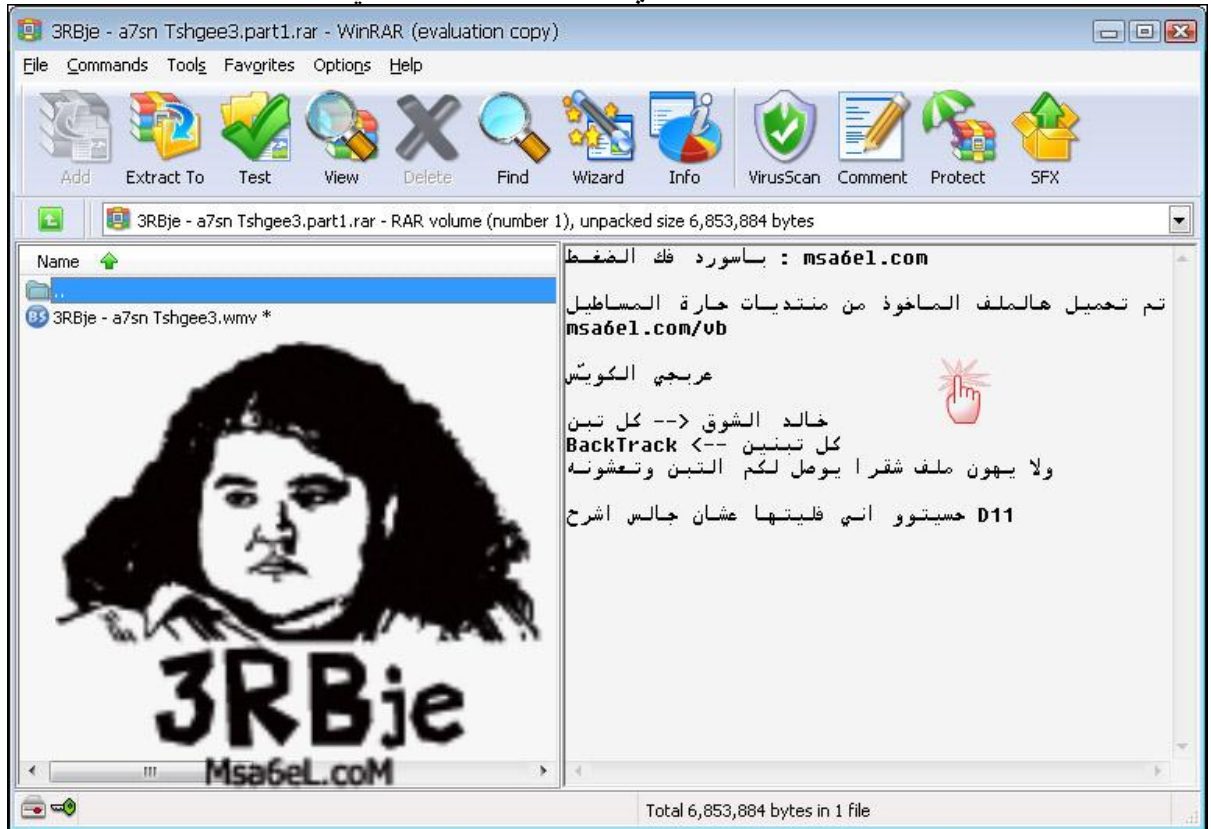 3RBje - a7sn Tshgee3.part1.rar - WinRAR (evaluation copy)
File Commands Tools Favorites Options Help
Add Extract To Test View Delete Find Wizard Info VirusScan Comment Protect SFX
3RBje - a7sn Tshgee3.part1.rar - RAR volume (number 1), unpacked size 6,853,884 bytes
Name
..
BS 3RBje - a7sn Tshgee3.wmv *
3RBje
Msa6eL.coM
باسورد فك الضغط : msa6el.com
تم تحميل هالملف الماخوذ من منتديات حارة المساطيل
msa6el.com/vb
عربجي الكويّس
خالد الشوق <-- كل تبن
كل تبنين --> BackTrack
ولا يهون ملف شقرا يوصل لكم التبن وتعشونه
حسيتوو اني فليتها عشان جالس اشرح D11
Total 6,853,884 bytes in 1 file